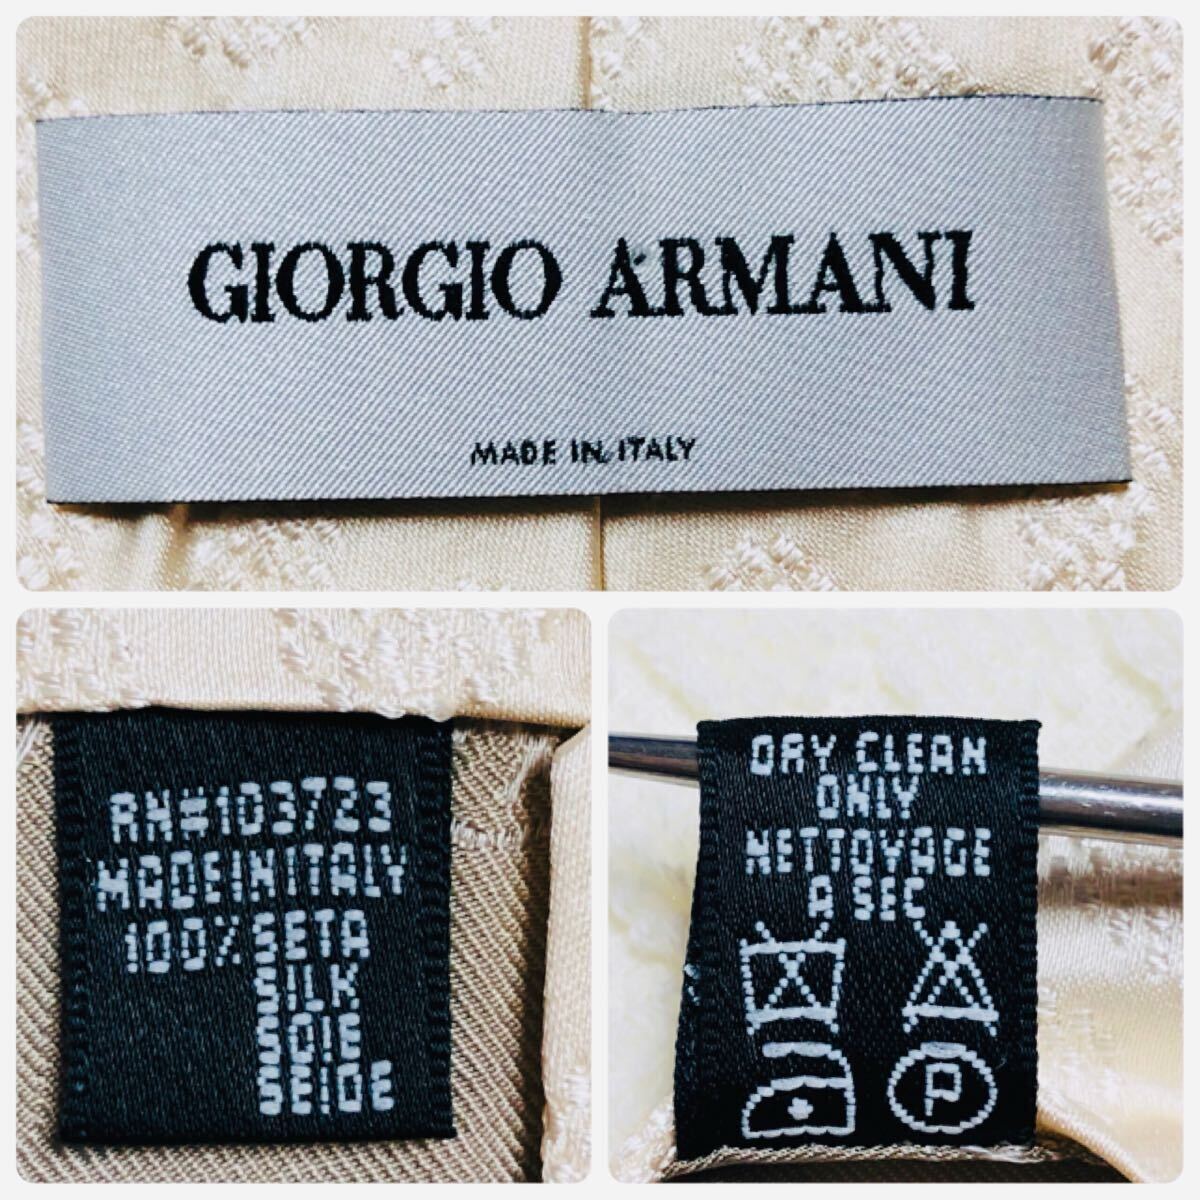 GIORGIO ARMANI
MADE IN ITALY
RN#103723
MADEINITALY
100% SETA
SILK
SOIE
SEIDE
DRY CLEAN
ONLY
NETTOYAGE
A SEC
P